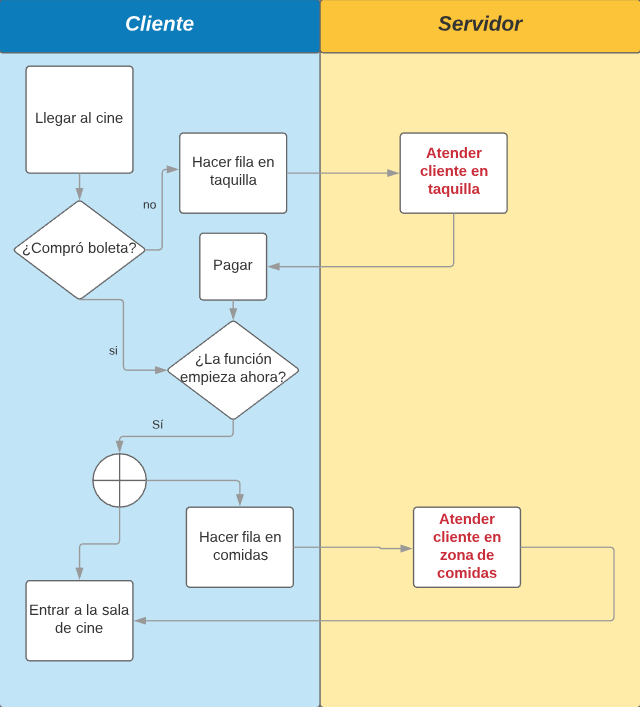 Cliente
Servidor
Llegar al cine
Hacer fila en
taquilla
Atender
cliente en
taquilla
no
¿Compró boleta?
Pagar
si
¿La función
empieza ahora?
Sí
Hacer fila en
comidas
Atender
cliente en
zona de
comidas
Entrar a la sala
de cine